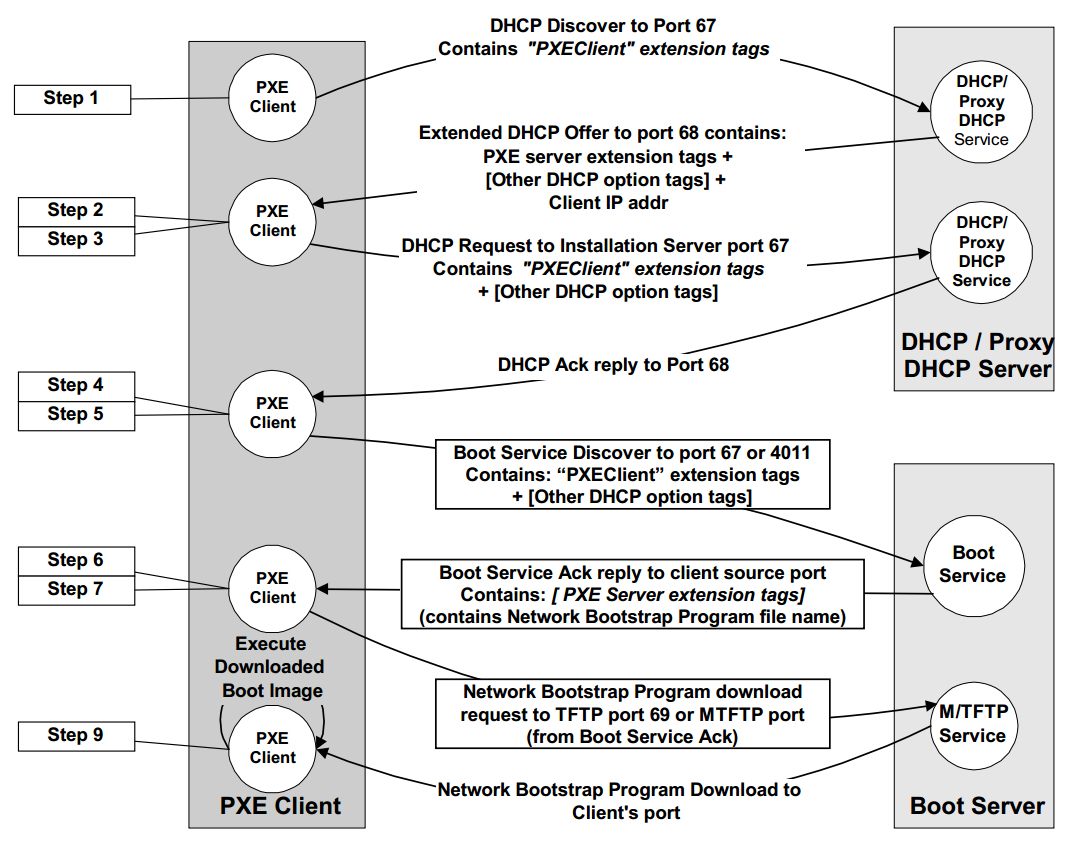 DHCP Discover to Port 67
Contains "PXEClient" extension tags
Step 1
PXE
Client
DHCP/
Proxy
DHCP
Service
Extended DHCP Offer to port 68 contains:
PXE server extension tags +
[Other DHCP option tags] +
Client IP addr
Step 2
Step 3
PXE
Client
DHCP/
Proxy
DHCP
Service
DHCP Request to Installation Server port 67
Contains "PXEClient" extension tags
+ [Other DHCP option tags]
DHCP / Proxy
DHCP Server
DHCP Ack reply to Port 68
Step 4
Step 5
PXE
Client
Boot Service Discover to port 67 or 4011
Contains: “PXEClient” extension tags
+ [Other DHCP option tags]
Step 6
Step 7
PXE
Client
Boot
Service
Boot Service Ack reply to client source port
Contains: [ PXE Server extension tags]
(contains Network Bootstrap Program file name)
Execute
Downloaded
Boot Image
Network Bootstrap Program download
request to TFTP port 69 or MTFTP port
(from Boot Service Ack)
M/TFTP
Service
Step 9
PXE
Client
Network Bootstrap Program Download to
Client's port
PXE Client
Boot Server